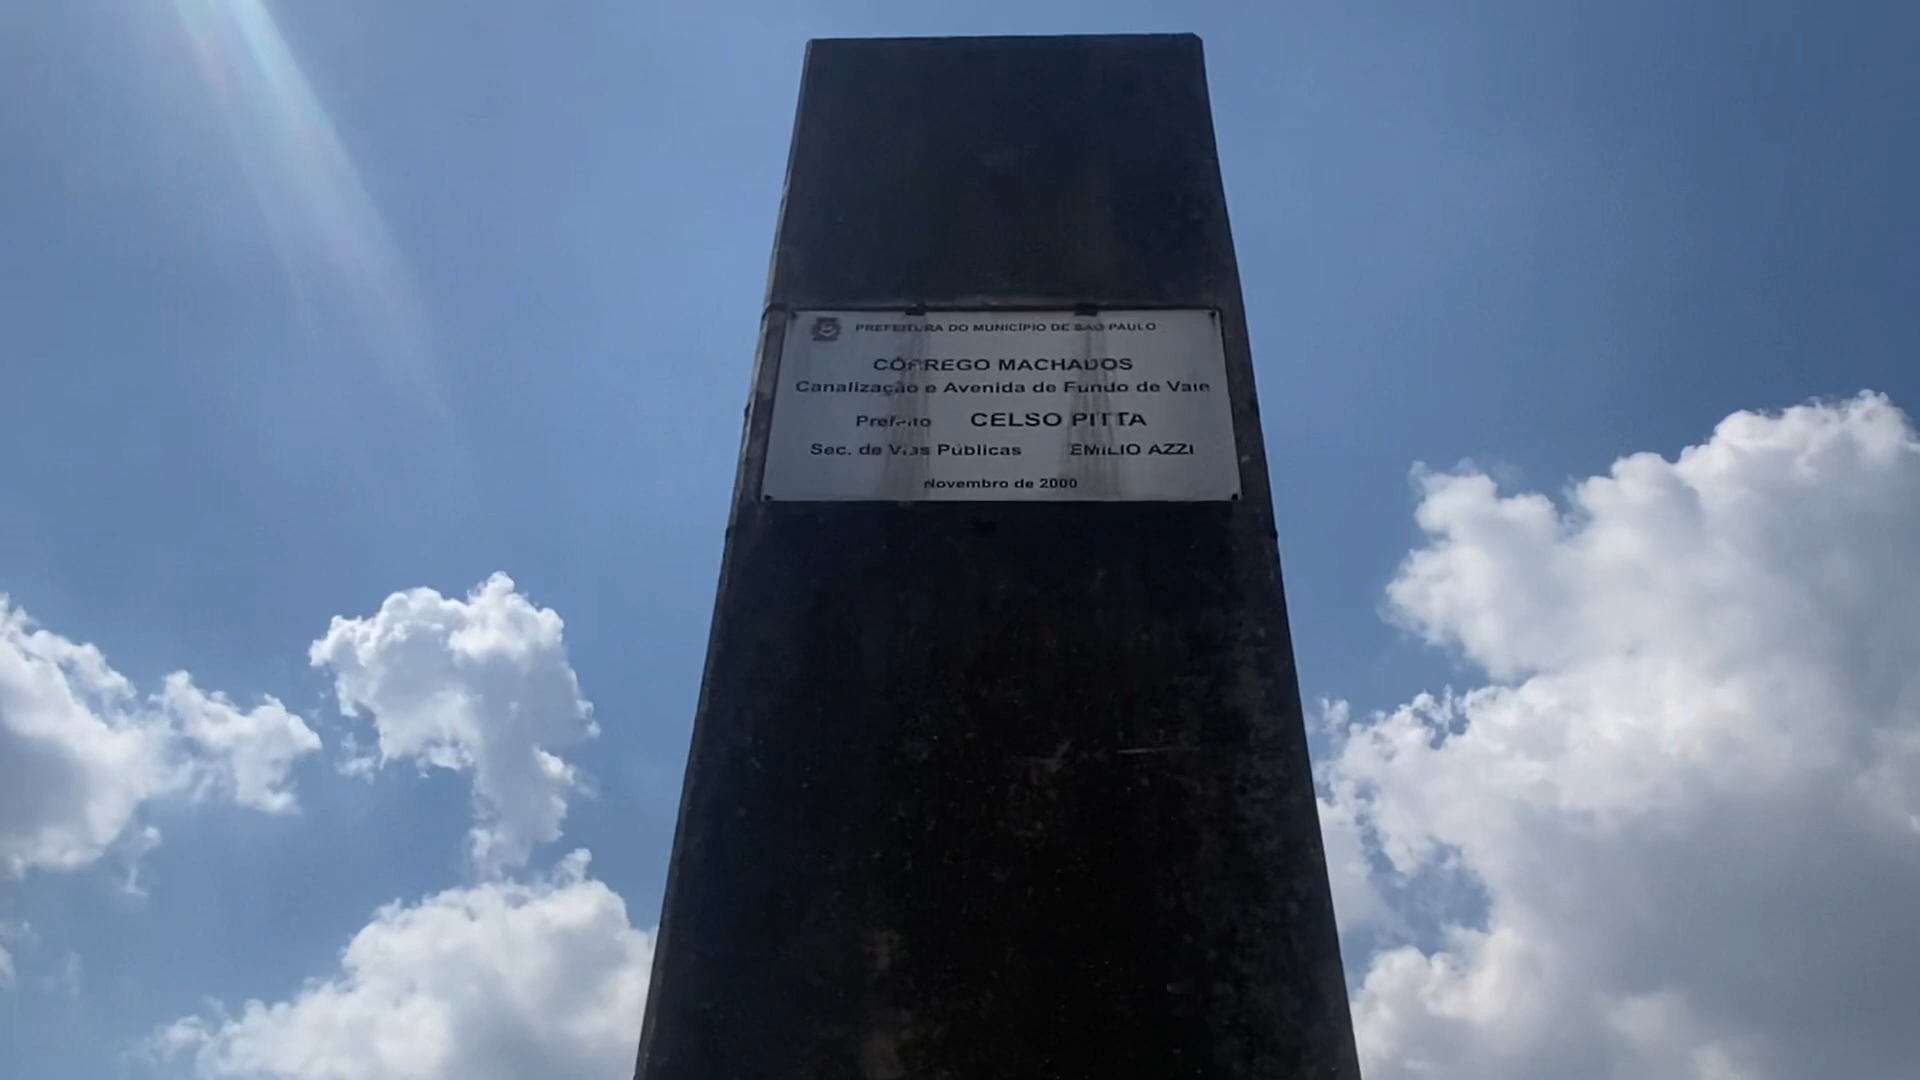 PREFEITURA DO MUNICÍPIO DE SÃO PAULO
CÓRREGO MACHADOS
Canalização e Avenida de Fundo de Vale
Prefeito CELSO PITTA
Sec. de Vias Públicas EMILIO AZZI
Novembro de 2000